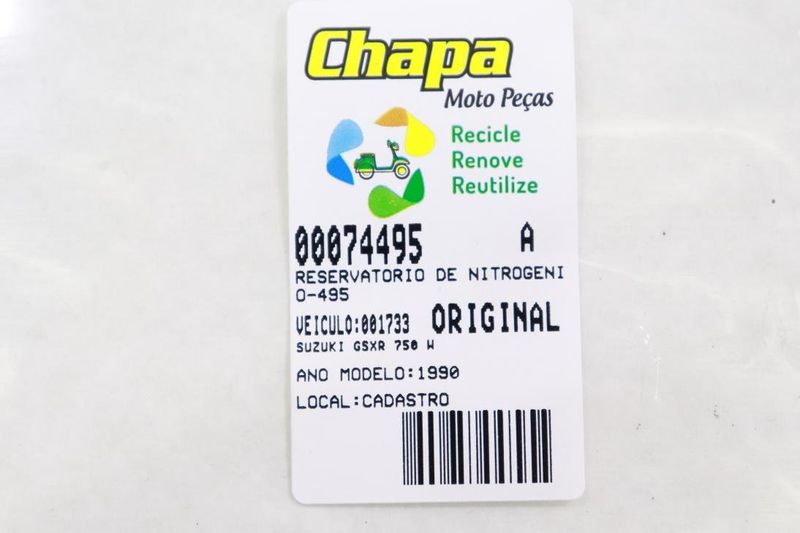 Chapa
Moto Peças
Recicle
Renove
Reutilize
00074495 A
RESERVATORIO DE NITROGENI
O-495
VEICULO:001733 ORIGINAL
SUZUKI GSXR 750 W
ANO MODELO:1990
LOCAL:CADASTRO